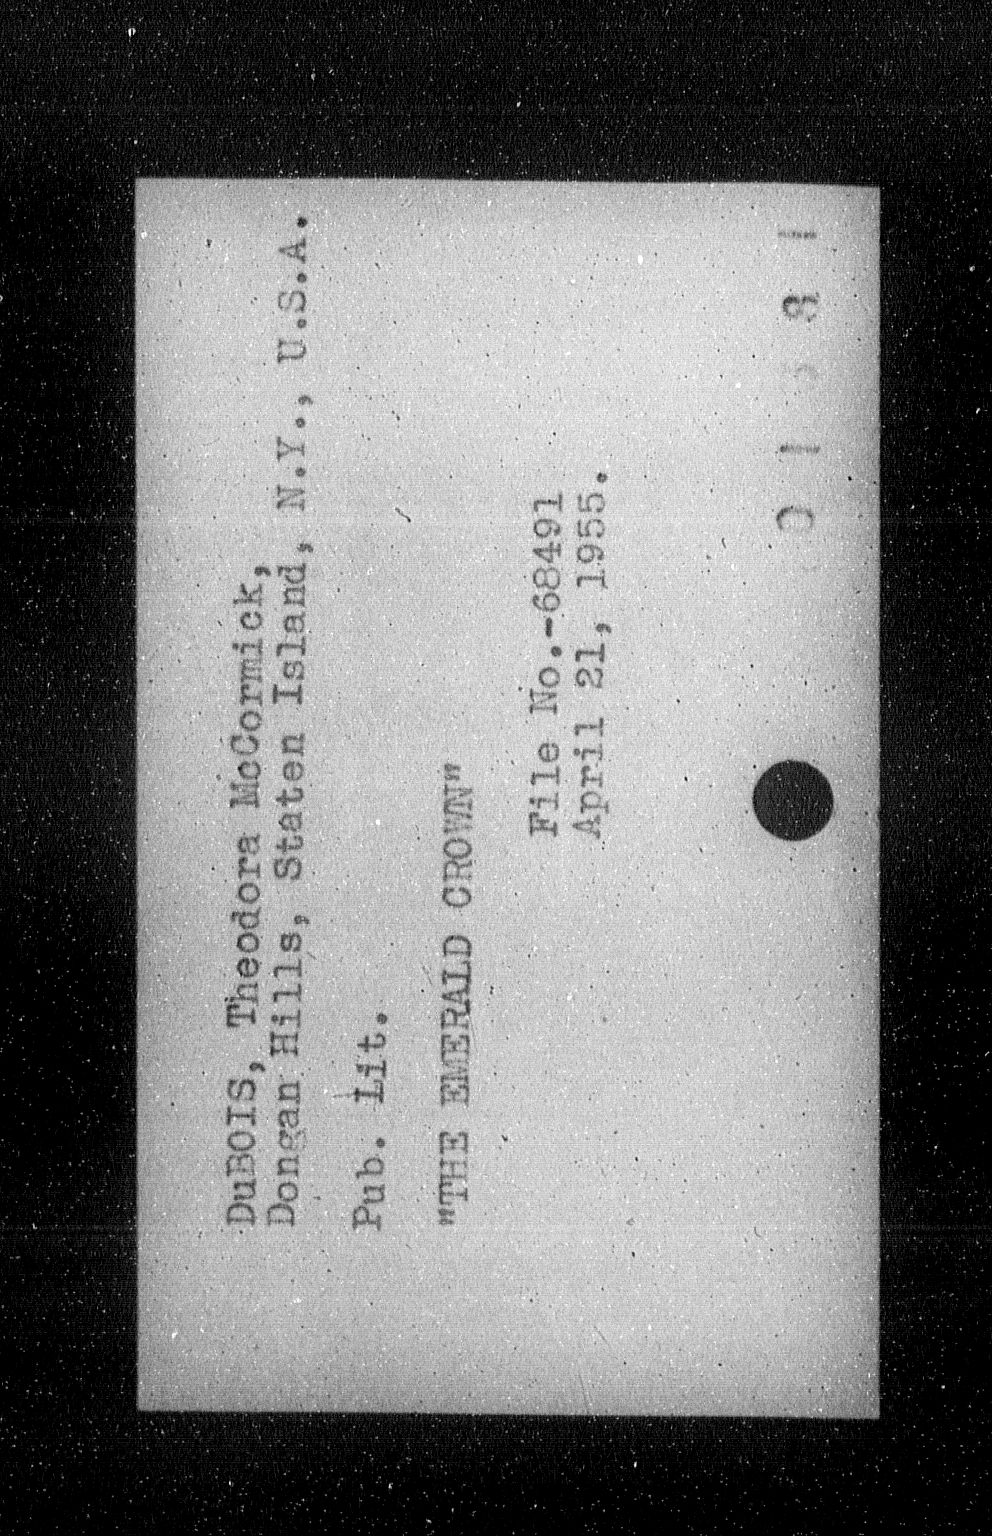 DuBOIS, Theodora McCormick,
Dongan Hills, Staten Island, N.Y., U.S.A.
Pub. Lit.
"THE EMERALD CROWN"
File No.-68491
April 21, 1955.